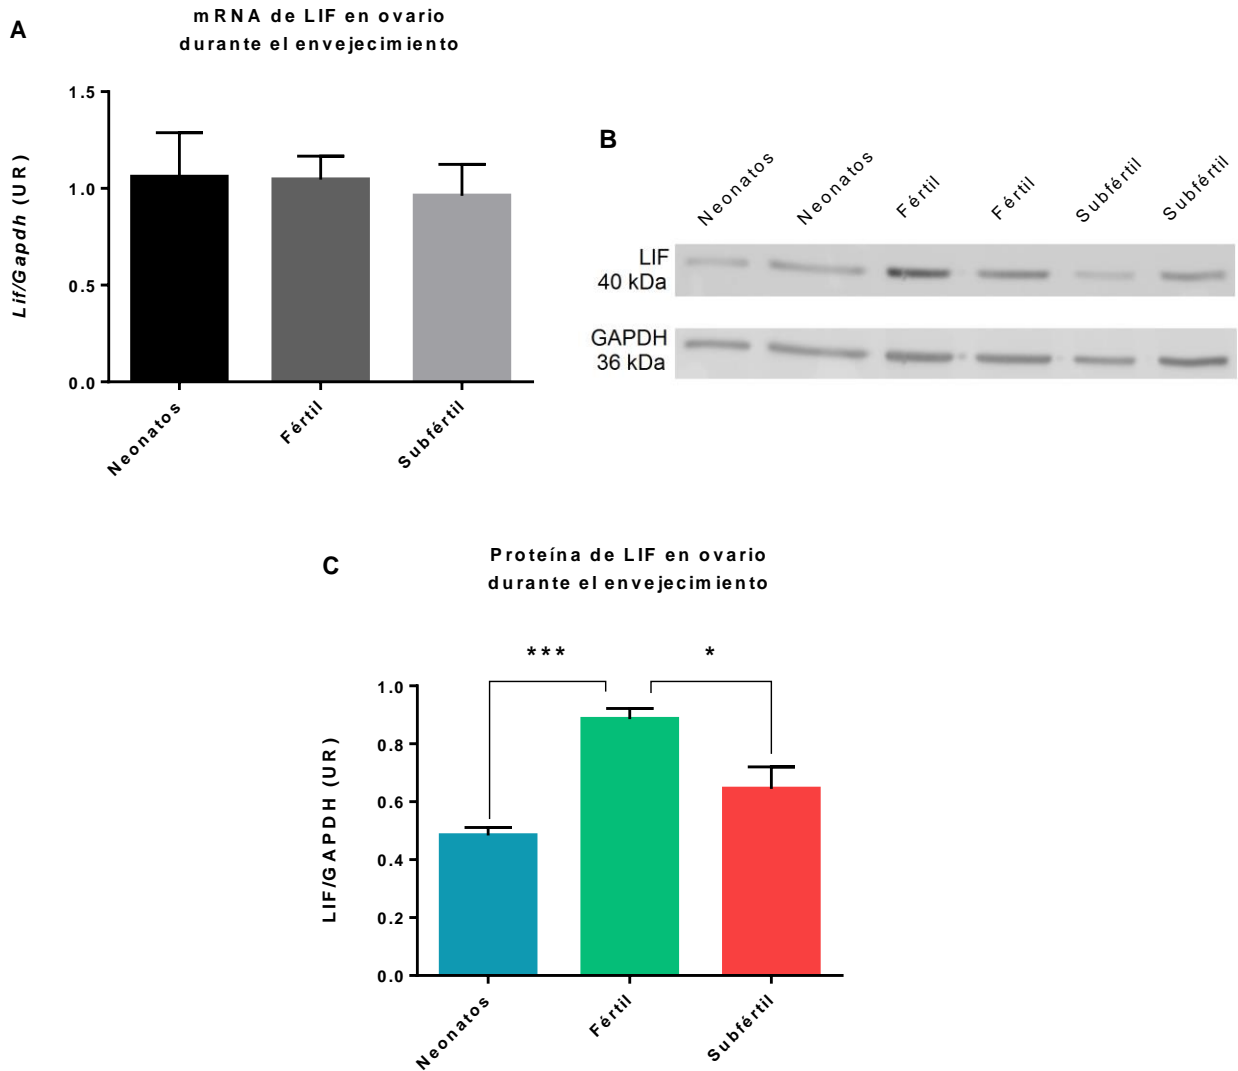 A
mRNA de LIF en ovario
durante el envejecimiento
Lif/Gapdh (UR)
1.5
1.0
0.5
0.0
Neonatos
Fértil
Subfértil
B
Neonatos
Neonatos
Fértil
Fértil
Subfértil
Subfértil
LIF
40 kDa
GAPDH
36 kDa
C
Proteína de LIF en ovario
durante el envejecimiento
***
*
LIF/GAPDH (UR)
1.0
0.8
0.6
0.4
0.2
0.0
Neonatos
Fértil
Subfértil